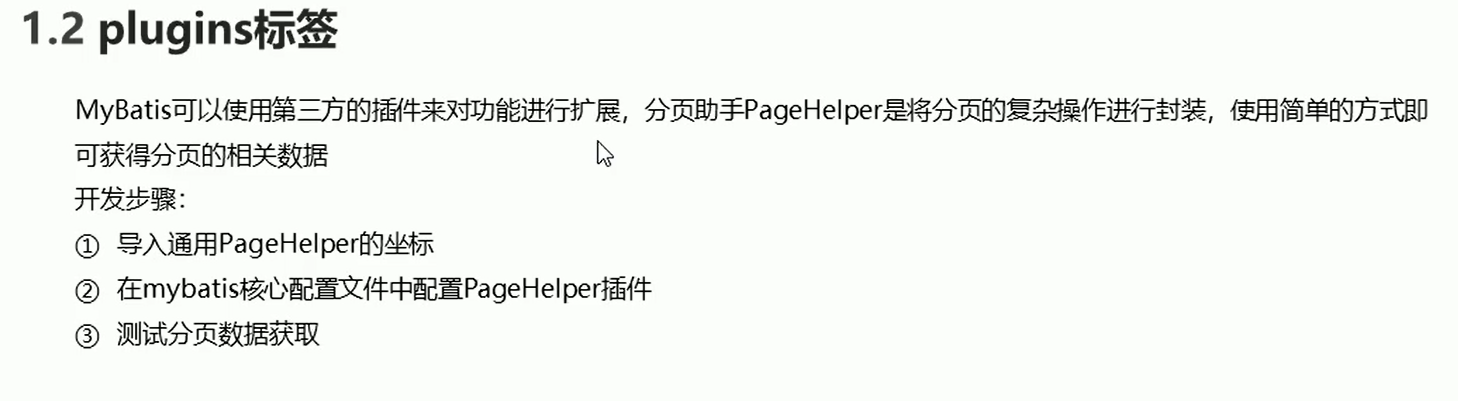 1.2 plugins标签
MyBatis可以使用第三方的插件来对功能进行扩展，分页助手PageHelper是将分页的复杂操作进行封装，使用简单的方式即
可获得分页的相关数据
开发步骤：
① 导入通用PageHelper的坐标
② 在mybatis核心配置文件中配置PageHelper插件
③ 测试分页数据获取